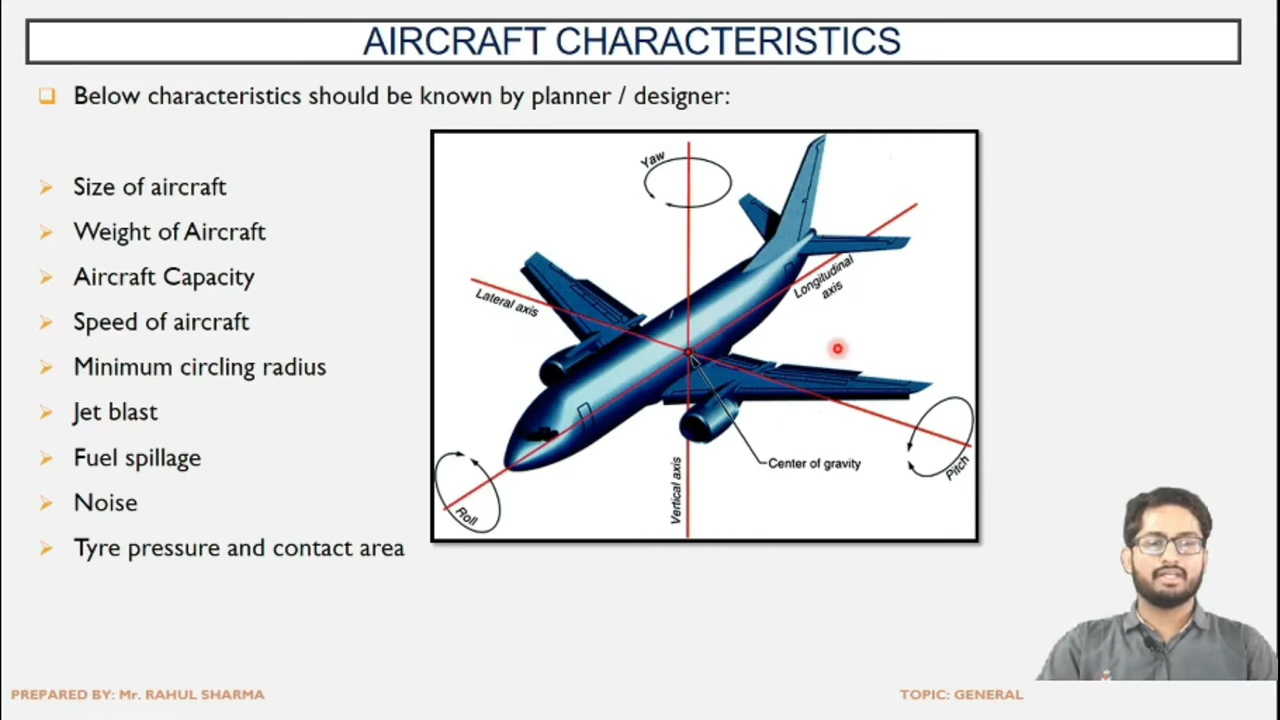 AIRCRAFT CHARACTERISTICS
Below characteristics should be known by planner / designer:
Size of aircraft
Weight of Aircraft
Aircraft Capacity
Speed of aircraft
Minimum circling radius
Jet blast
Fuel spillage
Noise
Tyre pressure and contact area
Yaw
Lateral axis
Longitudinal
axis
Center of gravity
Vertical axis
Roll
Pitch
PREPARED BY: Mr. RAHUL SHARMA
TOPIC: GENERAL